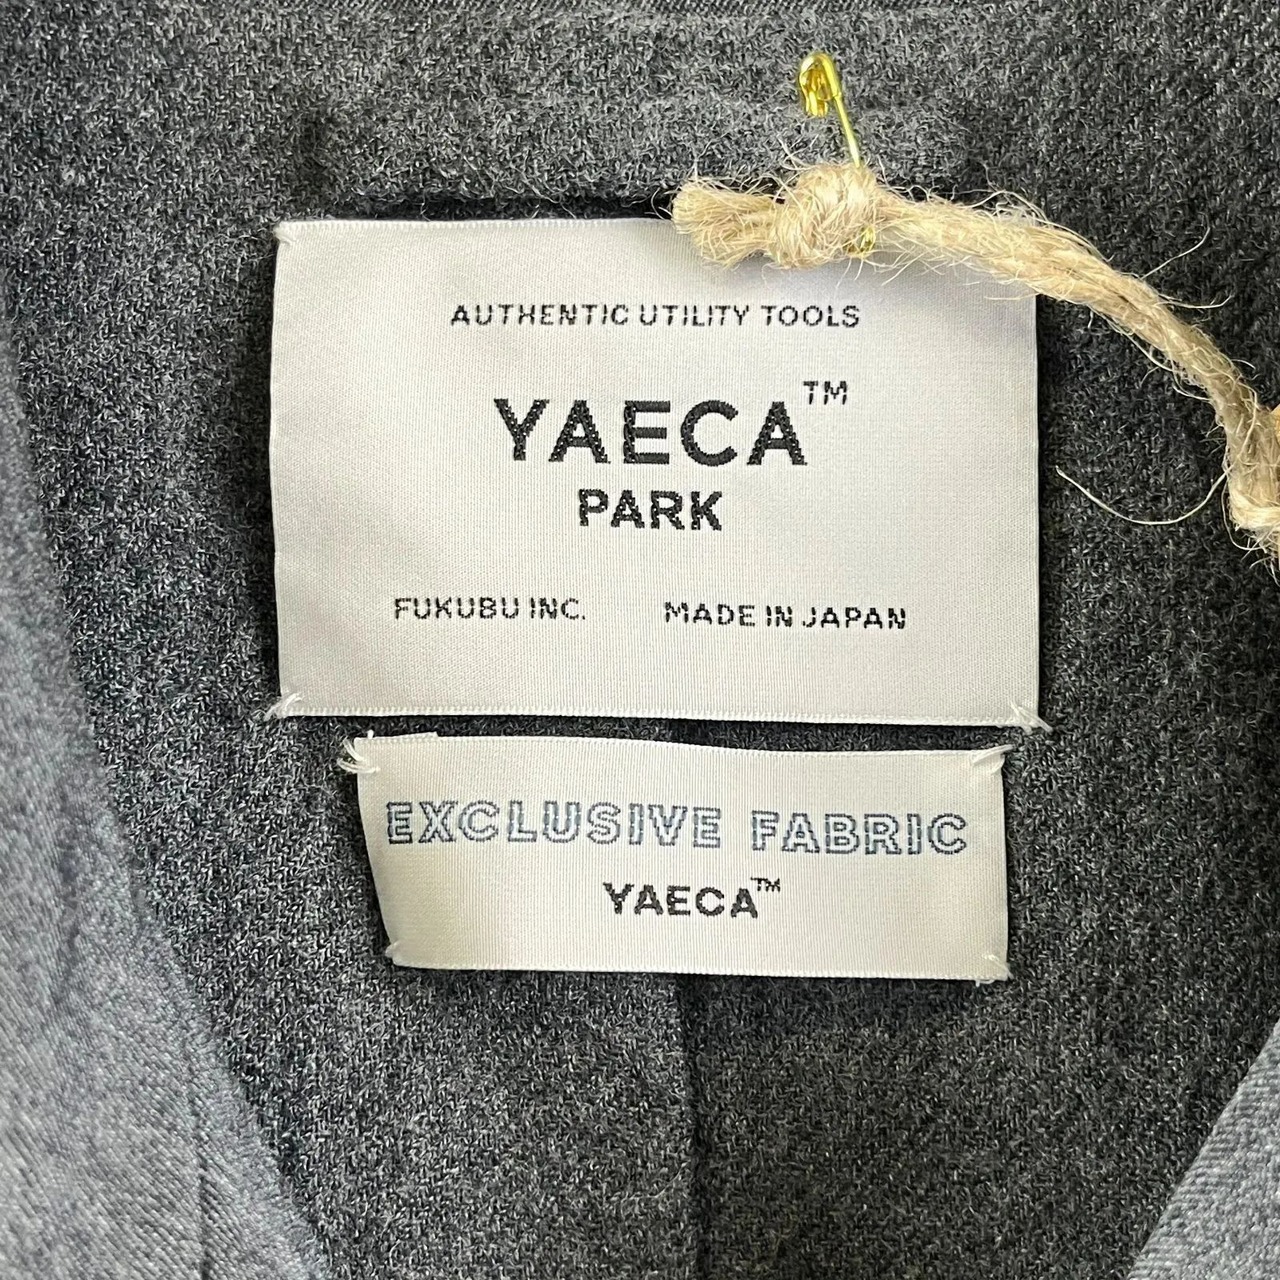 AUTHENTIC UTILITY TOOLS
YAECA™
PARK
FUKUBU INC. MADE IN JAPAN
EXCLUSIVE FABRIC
YAECA™